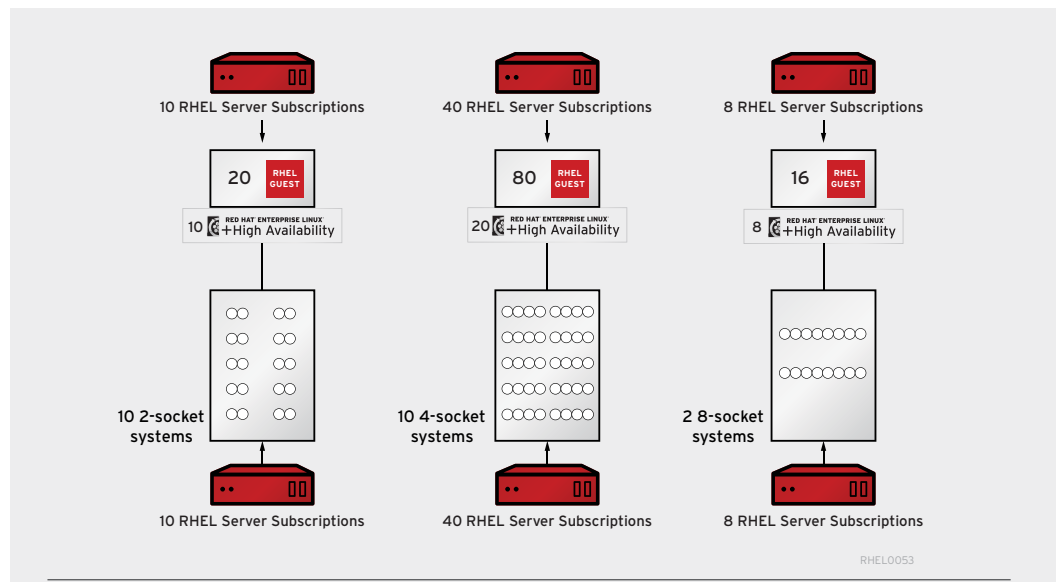 10 RHEL Server Subscriptions
40 RHEL Server Subscriptions
8 RHEL Server Subscriptions
20
RHEL
GUEST
80
RHEL
GUEST
16
RHEL
GUEST
10
RED HAT® ENTERPRISE LINUX®
+High Availability
20
RED HAT® ENTERPRISE LINUX®
+High Availability
8
RED HAT® ENTERPRISE LINUX®
+High Availability
10 2-socket
systems
10 4-socket
systems
2 8-socket
systems
10 RHEL Server Subscriptions
40 RHEL Server Subscriptions
8 RHEL Server Subscriptions
RHEL0053